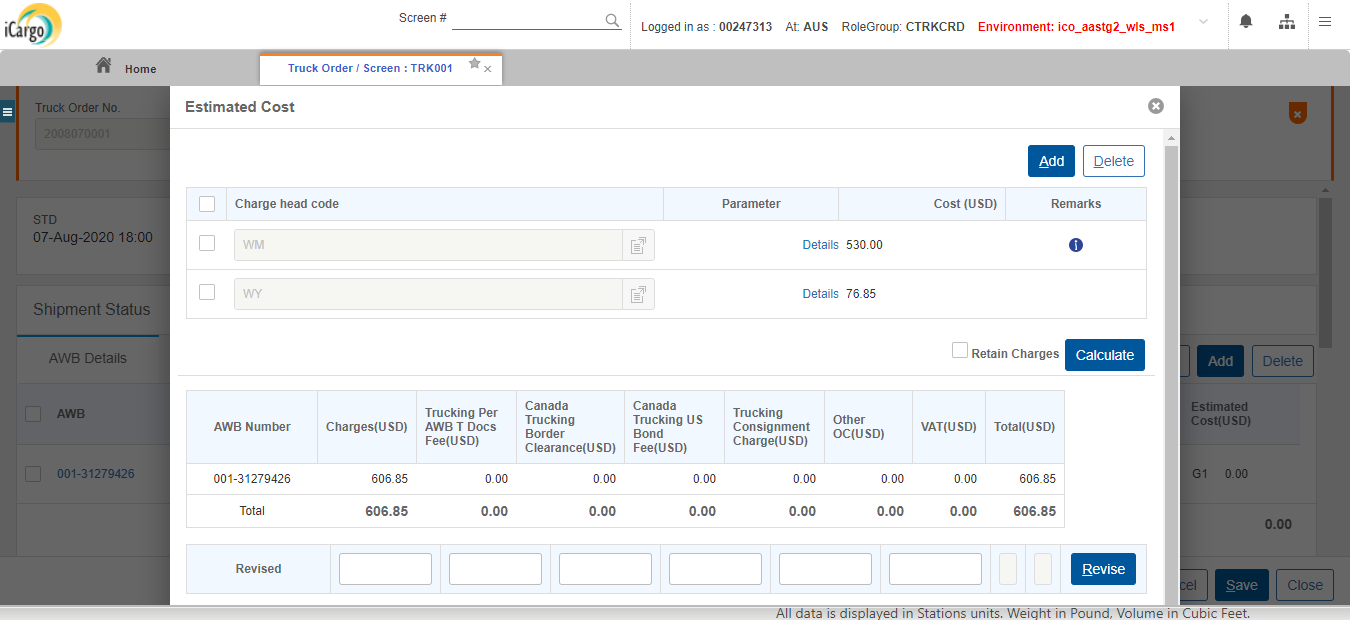 iCargo
Screen #
Logged in as : 00247313 At: AUS RoleGroup: CTRKCRD Environment: ico_aastg2_wls_ms1
Home
Truck Order / Screen : TRK001
Truck Order No.
2008070001
STD
07-Aug-2020 18:00
Shipment Status
AWB Details
AWB
001-31279426
Estimated Cost
Add Delete
Charge head code Parameter Cost (USD) Remarks
WM Details 530.00
WY Details 76.85
Retain Charges Calculate
AWB Number Charges(USD) Trucking Per AWB T Docs Fee(USD) Canada Trucking Border Clearance(USD) Canada Trucking US Bond Fee(USD) Trucking Consignment Charge(USD) Other OC(USD) VAT(USD) Total(USD)
001-31279426 606.85 0.00 0.00 0.00 0.00 0.00 0.00 606.85
Total 606.85 0.00 0.00 0.00 0.00 0.00 0.00 606.85
Revised Revise
Add Delete
Estimated
Cost(USD)
G1 0.00
0.00
cel Save Close
All data is displayed in Stations units. Weight in Pound, Volume in Cubic Feet.